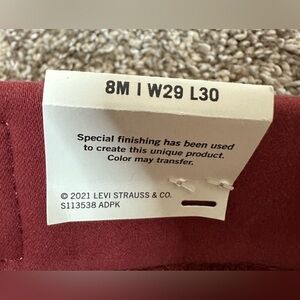 8M | W29 L30
Special finishing has been used
to create this unique product.
Color may transfer.
© 2021 LEVI STRAUSS & CO.
S113538 ADPK